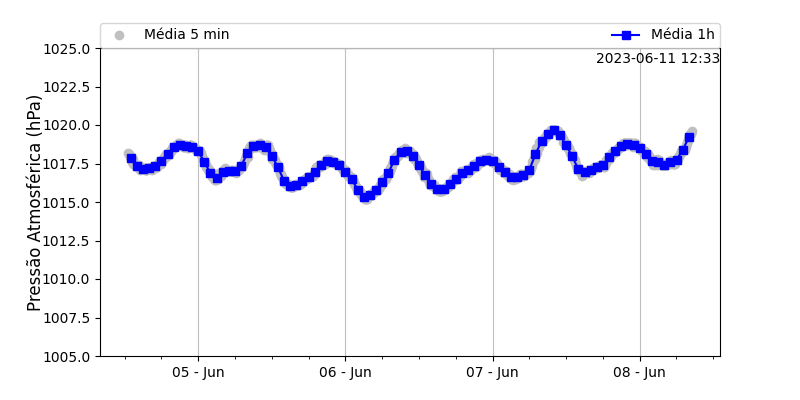 Média 5 min
Média 1h
2023-06-11 12:33
Pressão Atmosférica (hPa)
1025.0
1022.5
1020.0
1017.5
1015.0
1012.5
1010.0
1007.5
1005.0
05 - Jun
06 - Jun
07 - Jun
08 - Jun